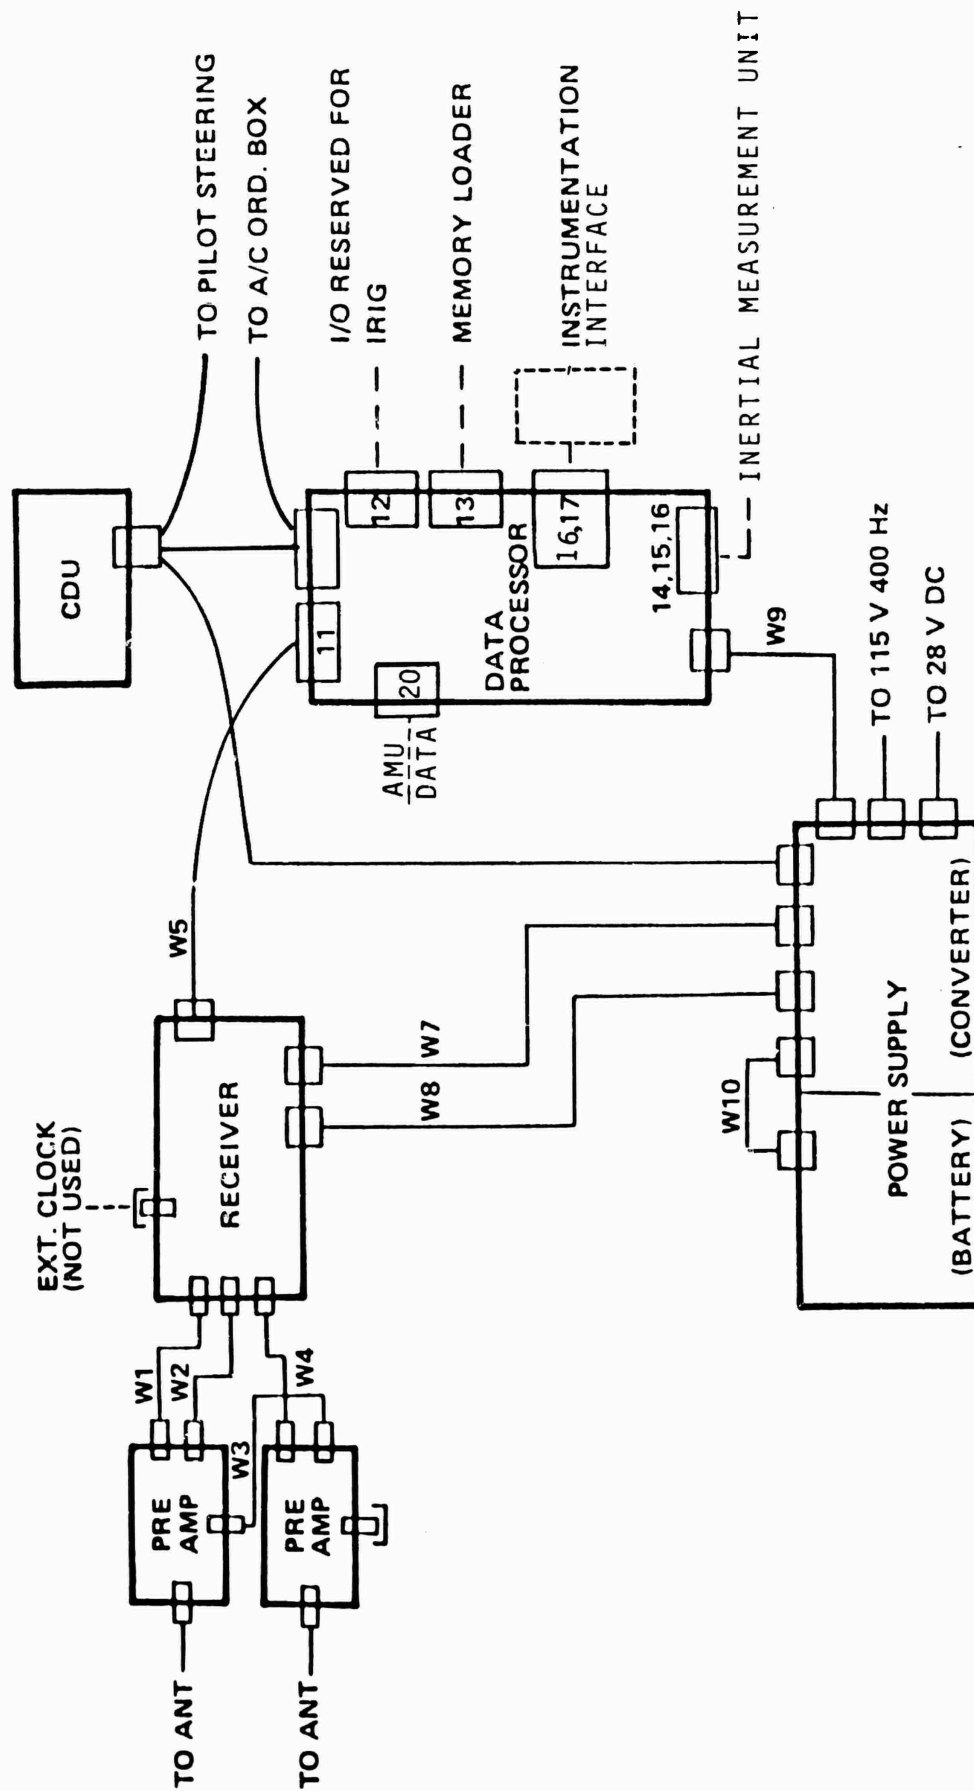 TO ANT
TO ANT
PRE
AMP
PRE
AMP
W1
W2
W3
W4
EXT. CLOCK
(NOT USED)
RECEIVER
W5
W7
W8
W10
CDU
TO PILOT STEERING
TO A/C ORD. BOX
11
I/O RESERVED FOR
IRIG
12
13
MEMORY LOADER
20
AMU
DATA
DATA
PROCESSOR
16,17
INSTRUMENTATION
INTERFACE
14,15,16
INERTIAL MEASUREMENT UNIT
W9
TO 115 V 400 Hz
TO 28 V DC
POWER SUPPLY
(BATTERY)
(CONVERTER)